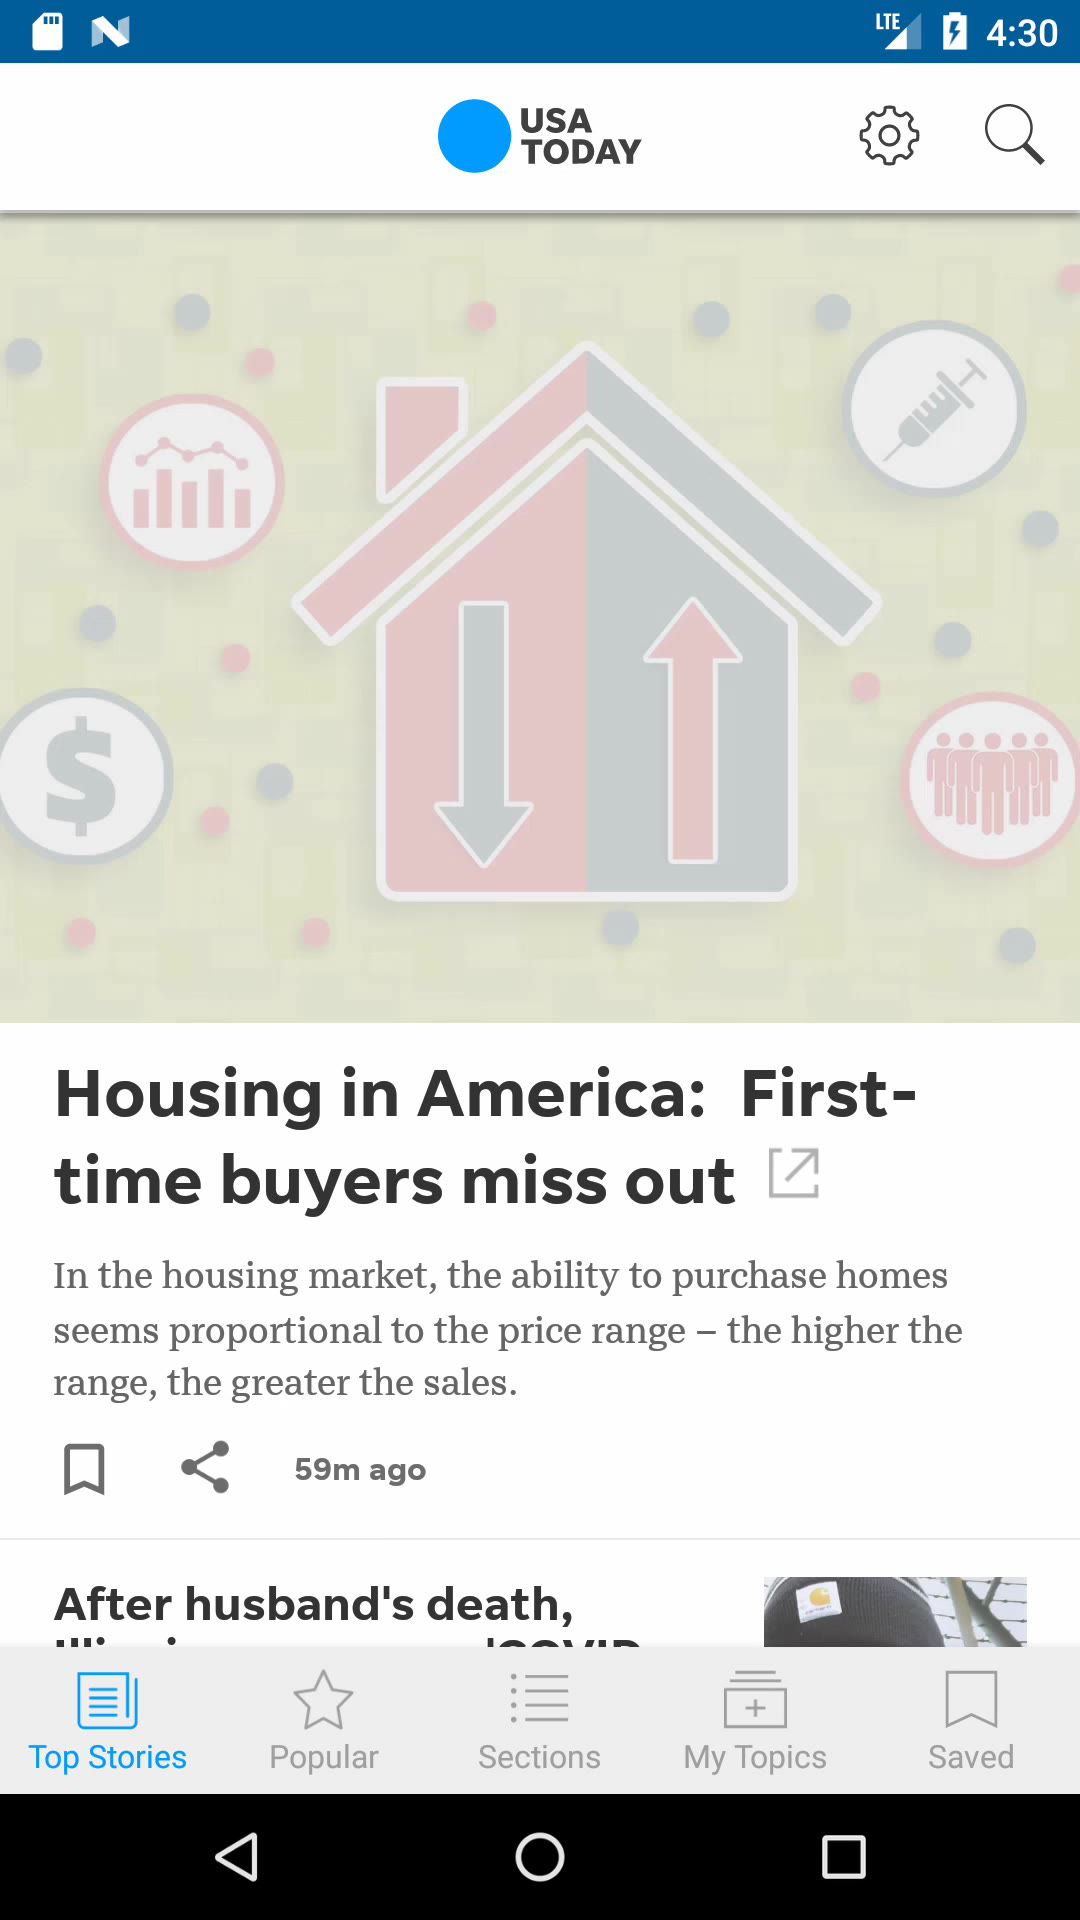 LTE 4:30
USA
TODAY
$
Housing in America:  First-
time buyers miss out
In the housing market, the ability to purchase homes
seems proportional to the price range – the higher the
range, the greater the sales.
59m ago
After husband's death,
Top Stories
Popular
Sections
My Topics
Saved